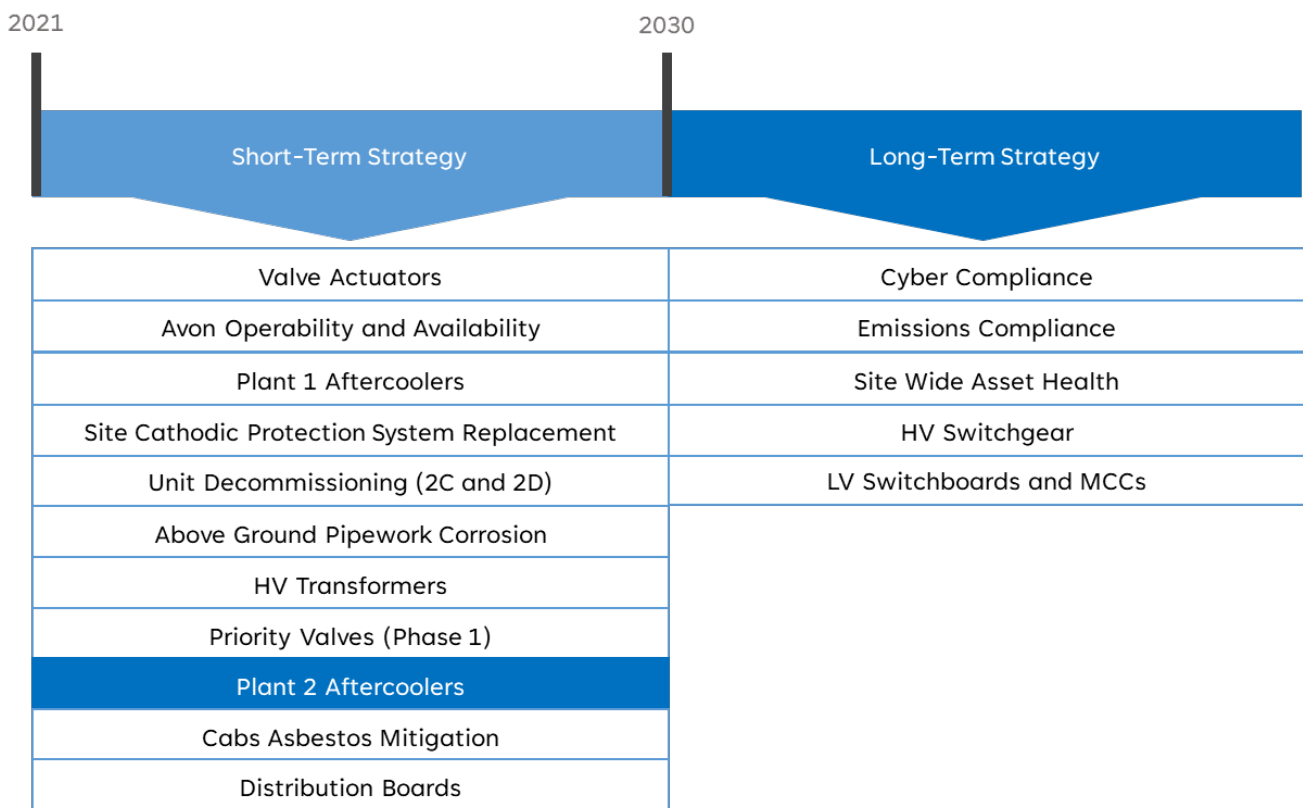 2021
2030
Short-Term Strategy
Long-Term Strategy
Valve Actuators
Cyber Compliance
Avon Operability and Availability
Emissions Compliance
Plant 1 Aftercoolers
Site Wide Asset Health
Site Cathodic Protection System Replacement
HV Switchgear
Unit Decommissioning (2C and 2D)
LV Switchboards and MCCs
Above Ground Pipework Corrosion
HV Transformers
Priority Valves (Phase 1)
Plant 2 Aftercoolers
Cabs Asbestos Mitigation
Distribution Boards